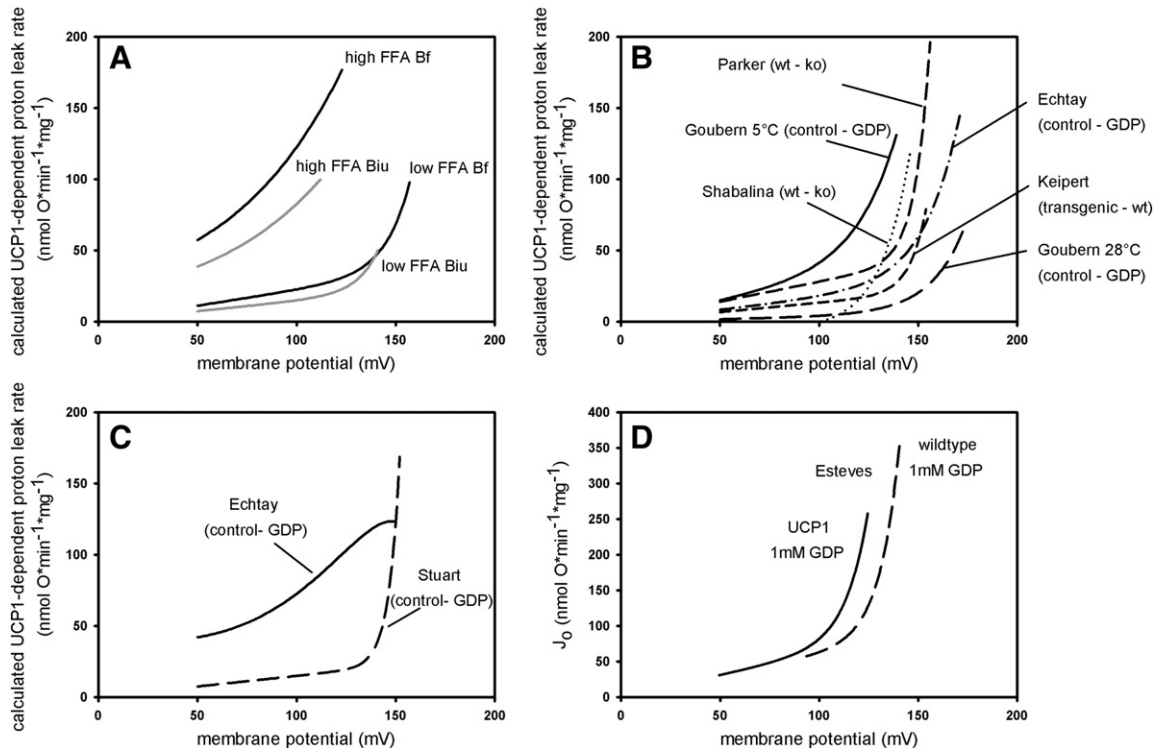 A
calculated UCP1-dependent proton leak rate
(nmol O*min-1*mg-1)
200
150
100
50
0
high FFA Bf
high FFA Biu
low FFA Bf
low FFA Biu
0 50 100 150 200
membrane potential (mV)
B
calculated UCP1-dependent proton leak rate
(nmol O*min-1*mg-1)
200
150
100
50
0
Parker (wt - ko)
Goubern 5°C (control - GDP)
Shabalina (wt - ko)
Echtay
(control - GDP)
Keipert
(transgenic - wt)
Goubern 28°C
(control - GDP)
0 50 100 150 200
membrane potential (mV)
C
calculated UCP1-dependent proton leak rate
(nmol O*min-1*mg-1)
200
150
100
50
0
Echtay
(control- GDP)
Stuart
(control- GDP)
0 50 100 150 200
membrane potential (mV)
D
JO (nmol O*min-1*mg-1)
400
350
300
250
200
150
100
50
0
Esteves
wildtype
1mM GDP
UCP1
1mM GDP
0 50 100 150 200
membrane potential (mV)